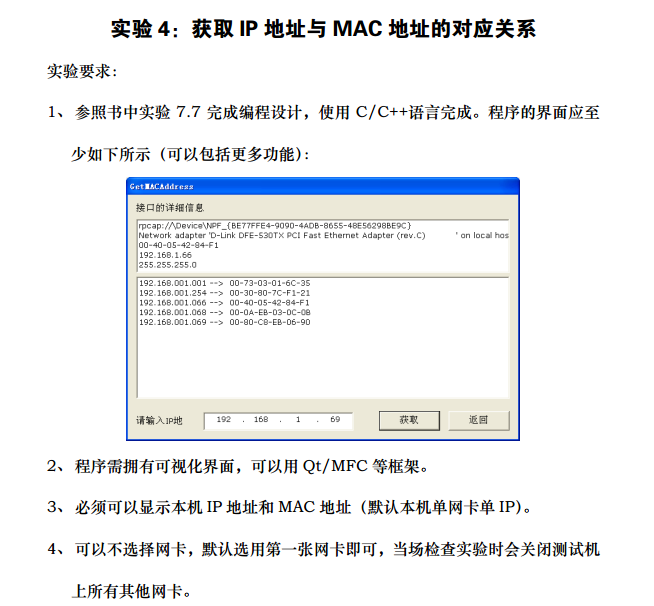 实验 4：获取 IP 地址与 MAC 地址的对应关系
实验要求：
1、 参照书中实验 7.7 完成编程设计，使用 C/C++语言完成。程序的界面应至
少如下所示（可以包括更多功能）：
GetMACAddress
接口的详细信息
rpcap://\Device\NPF_{BE77FFE4-9090-4ADB-8655-48E56298BE9C}
Network adapter 'D-Link DFE-530TX PCI Fast Ethernet Adapter (rev.C) ' on local hos
00-40-05-42-84-F1
192.168.1.66
255.255.255.0
192.168.001.001 --> 00-73-03-01-6C-35
192.168.001.254 --> 00-30-80-7C-F1-21
192.168.001.066 --> 00-40-05-42-84-F1
192.168.001.068 --> 00-0A-EB-03-0C-0B
192.168.001.069 --> 00-80-C8-EB-06-90
请输入IP地 192 . 168 . 1 . 69 获取 返回
2、 程序需拥有可视化界面，可以用 Qt/MFC 等框架。
3、 必须可以显示本机 IP 地址和 MAC 地址（默认本机单网卡单 IP）。
4、 可以不选择网卡，默认选用第一张网卡即可，当场检查实验时会关闭测试机
上所有其他网卡。